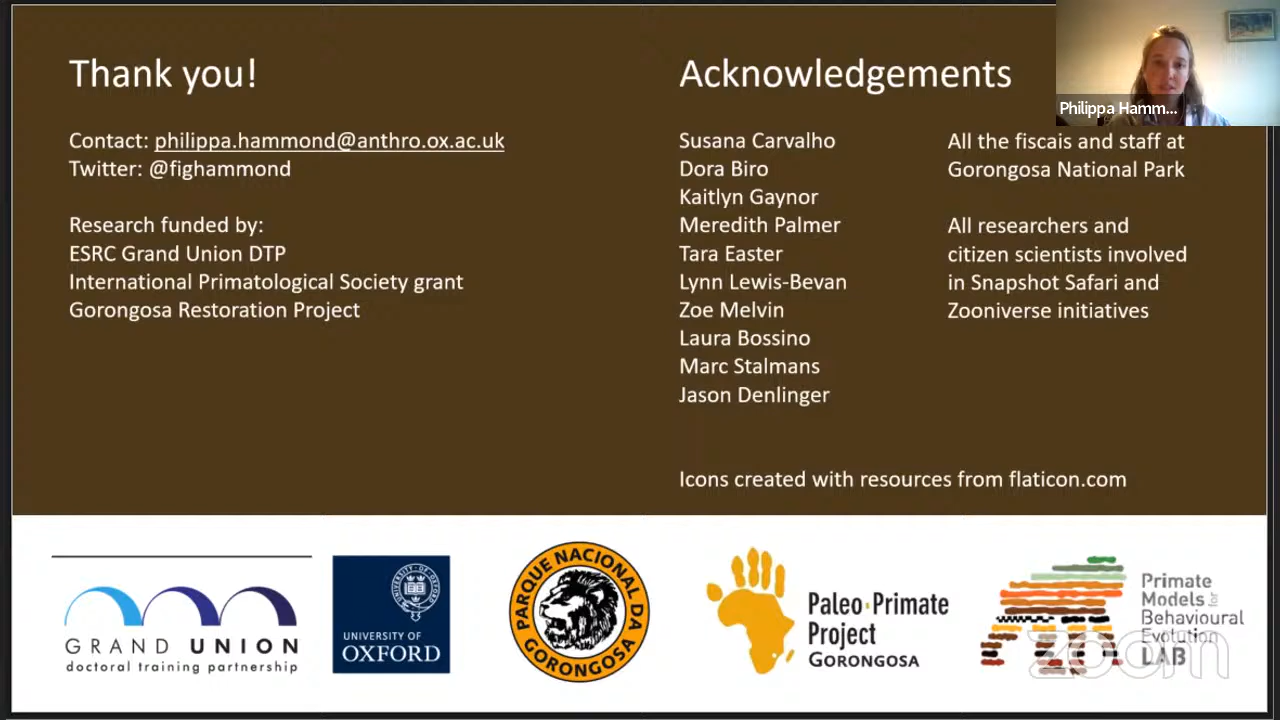 Thank you!
Contact: philippa.hammond@anthro.ox.ac.uk
Twitter: @fighammond
Research funded by:
ESRC Grand Union DTP
International Primatological Society grant
Gorongosa Restoration Project
Acknowledgements
Susana Carvalho
Dora Biro
Kaitlyn Gaynor
Meredith Palmer
Tara Easter
Lynn Lewis-Bevan
Zoe Melvin
Laura Bossino
Marc Stalmans
Jason Denlinger
All the fiscais and staff at
Gorongosa National Park
All researchers and
citizen scientists involved
in Snapshot Safari and
Zooniverse initiatives
Icons created with resources from flaticon.com
Philippa Hamm...
GRAND UNION
doctoral training partnership
UNIVERSITY OF OXFORD
UNIVERSITY OF
OXFORD
PARQUE NACIONAL DA
GORONGOSA
Paleo·Primate
Project
GORONGOSA
Primate
Models for
Behavioural
Evolution
LAB
zoom